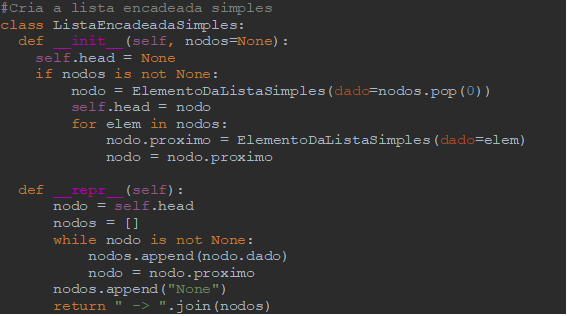 #Cria a lista encadeada simples
class ListaEncadeadaSimples:
  def __init__(self, nodos=None):
    self.head = None
    if nodos is not None:
        nodo = ElementoDaListaSimples(dado=nodos.pop(0))
        self.head = nodo
        for elem in nodos:
            nodo.proximo = ElementoDaListaSimples(dado=elem)
            nodo = nodo.proximo

  def __repr__(self):
      nodo = self.head
      nodos = []
      while nodo is not None:
          nodos.append(nodo.dado)
          nodo = nodo.proximo
      nodos.append("None")
      return " -> ".join(nodos)